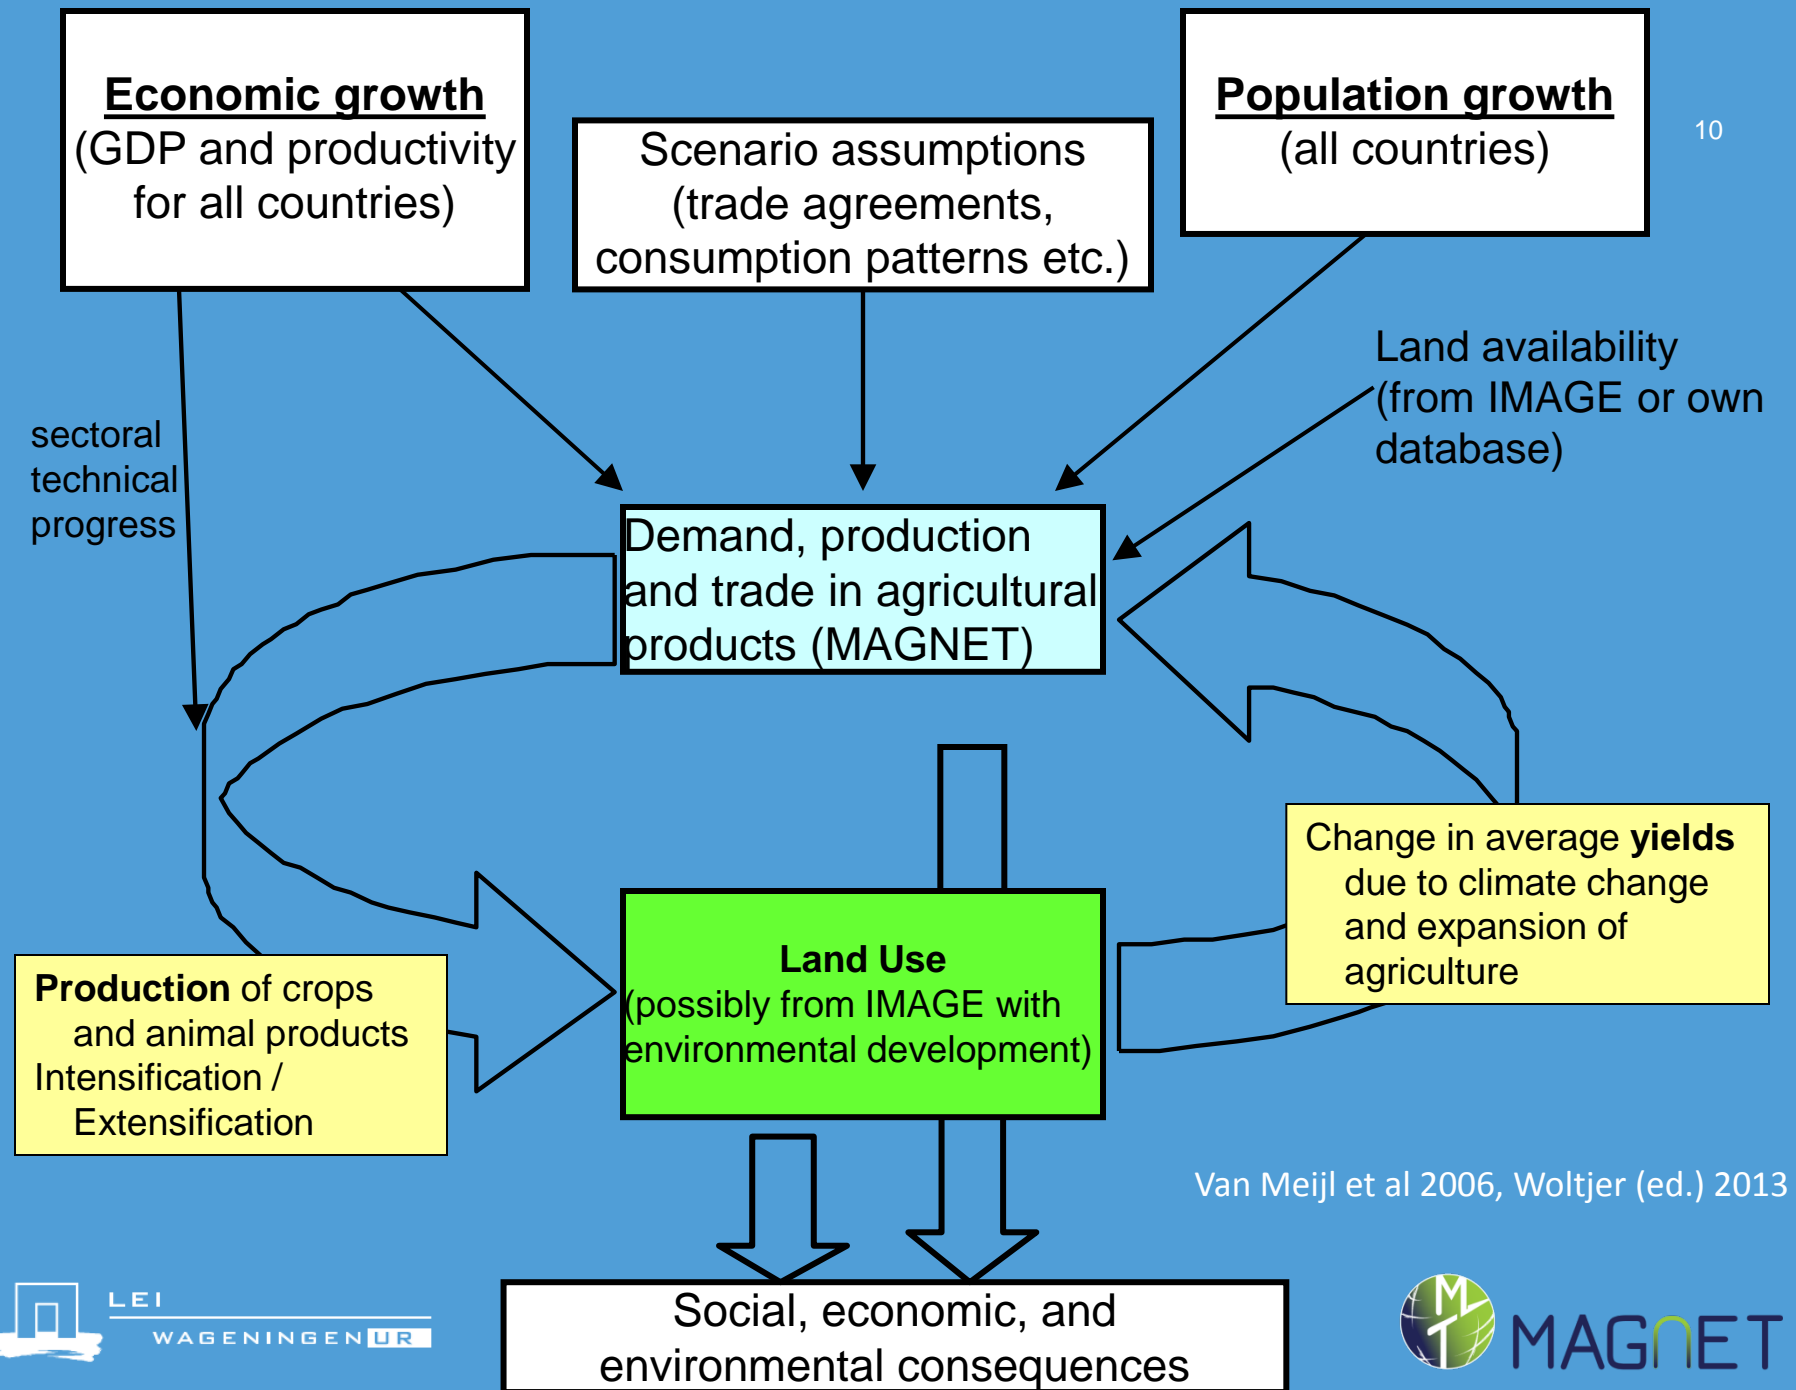 Economic growth
(GDP and productivity
for all countries)
Scenario assumptions
(trade agreements,
consumption patterns etc.)
Population growth
(all countries)
10
Land availability
(from IMAGE or own
database)
sectoral
technical
progress
Demand, production
and trade in agricultural
products (MAGNET)
Change in average yields
due to climate change
and expansion of
agriculture
Land Use
(possibly from IMAGE with
environmental development)
Production of crops
and animal products
Intensification /
Extensification
Van Meijl et al 2006, Woltjer (ed.) 2013
Social, economic, and
environmental consequences
LEI
WAGENINGEN UR
MAGNET